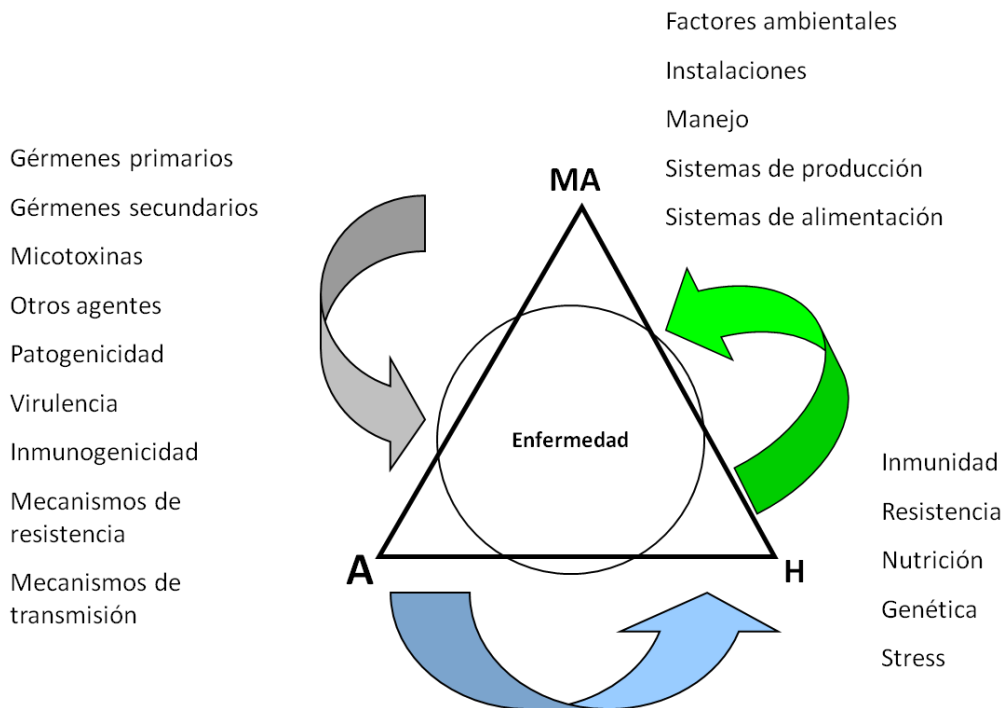 Factores ambientales
Instalaciones
Manejo
Sistemas de producción
Sistemas de alimentación
Gérmenes primarios
Gérmenes secundarios
Micotoxinas
Otros agentes
Patogenicidad
Virulencia
Inmunogenicidad
Mecanismos de
resistencia
Mecanismos de
transmisión
MA
Enfermedad
A
H
Inmunidad
Resistencia
Nutrición
Genética
Stress